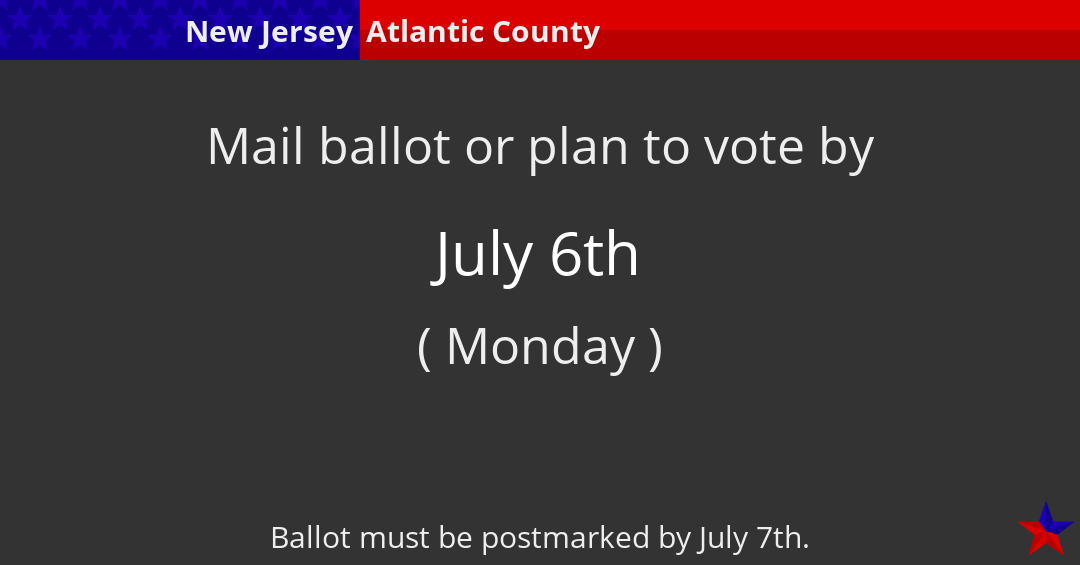 New Jersey Atlantic County
Mail ballot or plan to vote by
July 6th
( Monday )
Ballot must be postmarked by July 7th.